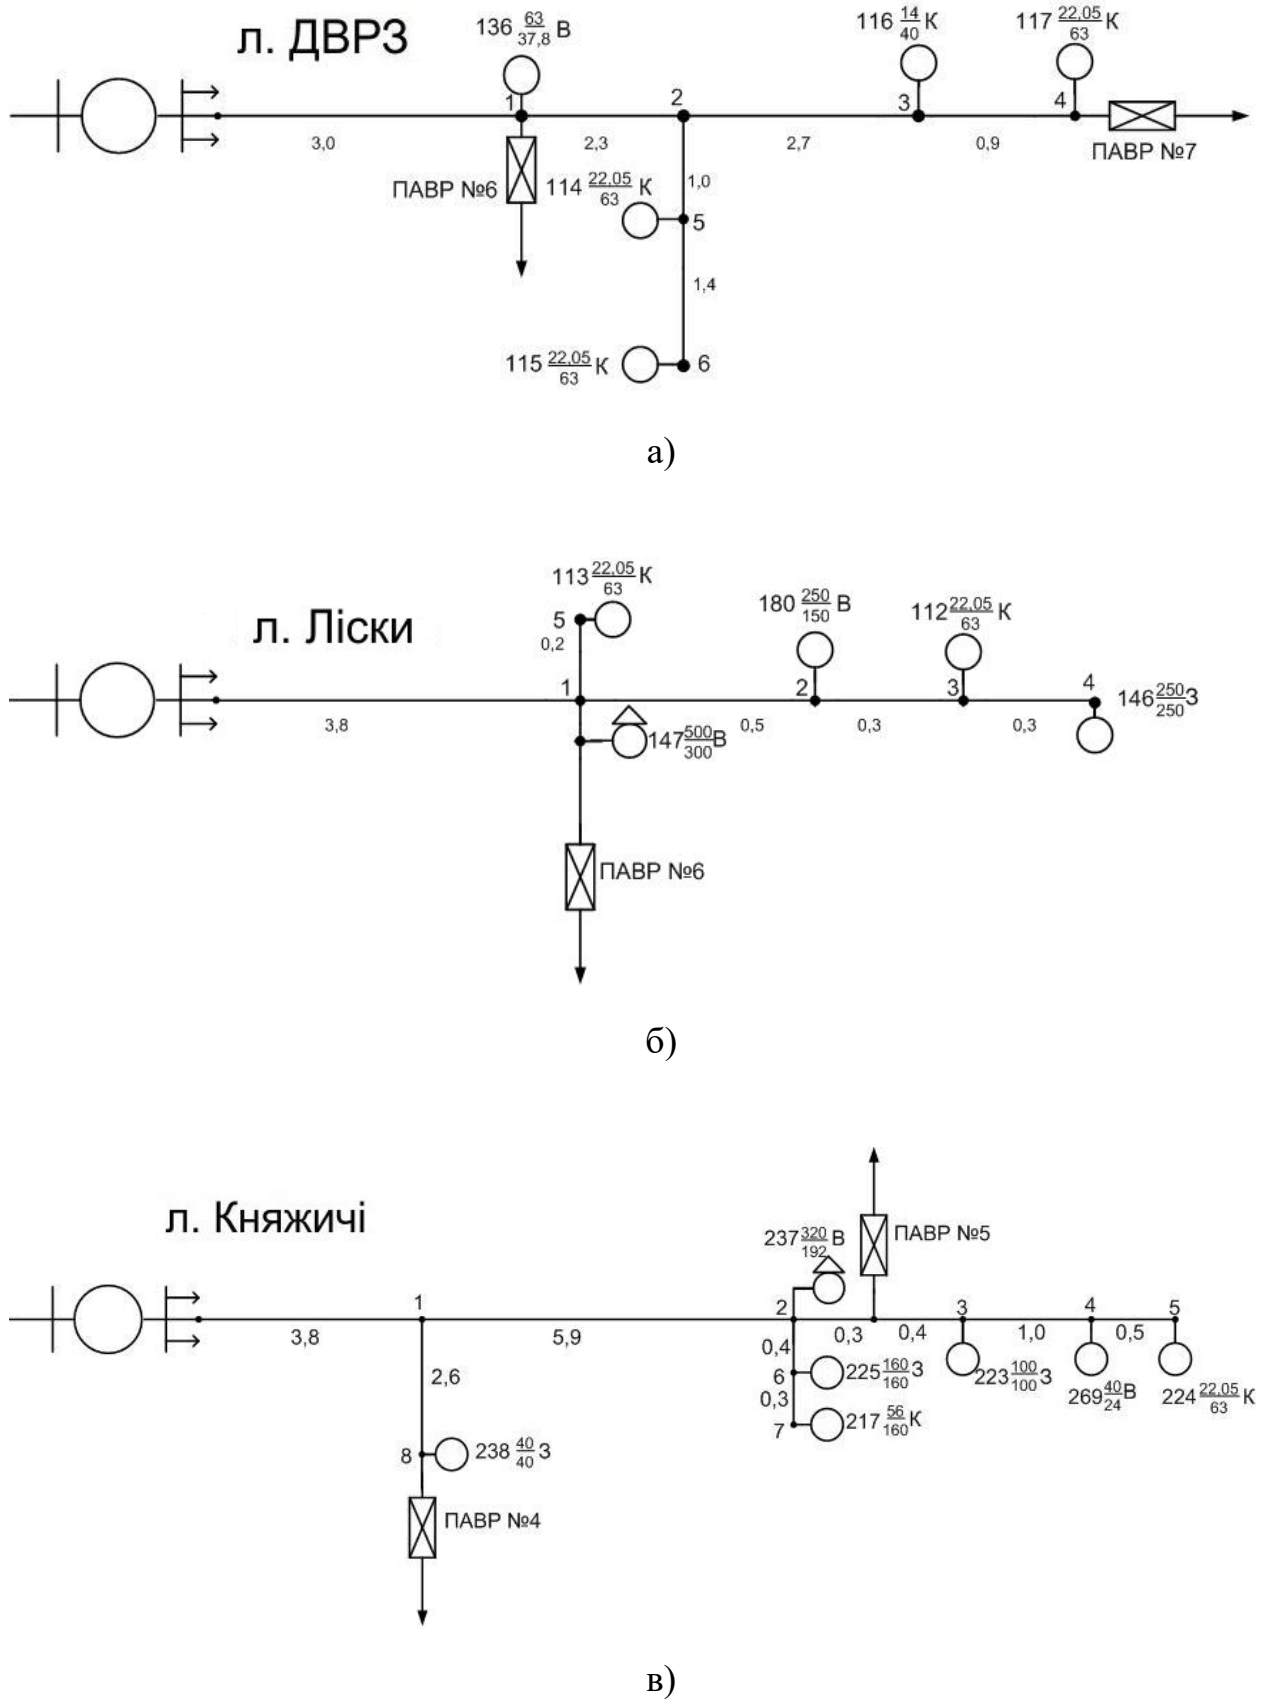 л. ДВРЗ
136 63/37,8 В
116 14/40 К
117 22,05/63 К
1
2
3
4
3,0
2,3
2,7
0,9
ПАВР №7
ПАВР №6
114 22,05/63 К
1,0
5
1,4
115 22,05/63 К
6
а)
113 22,05/63 К
л. Ліски
5
0,2
180 250/150 В
112 22,05/63 К
1
2
3
4
146 250/250 З
3,8
147 500/300 В
0,5
0,3
0,3
ПАВР №6
б)
л. Княжичі
237 320/192 В
ПАВР №5
1
2
3
4
5
3,8
5,9
0,4
0,3
0,4
1,0
0,5
2,6
6
225 160/160 З
223 100/100 З
269 40/24 В
224 22,05/63 К
0,3
7
217 56/160 К
8
238 40/40 З
ПАВР №4
в)